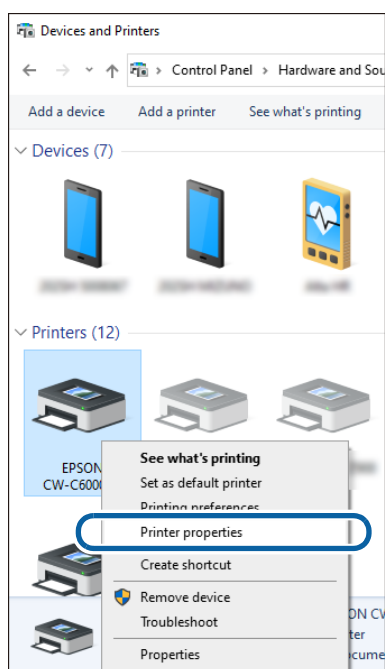 Devices and Printers
Control Panel > Hardware and Sou
Add a device Add a printer See what's printing
Devices (7)
Printers (12)
EPSON
CW-C600
See what's printing
Set as default printer
Printing preferences
Printer properties
Create shortcut
Remove device
Troubleshoot
Properties
ON CW
ter
cume